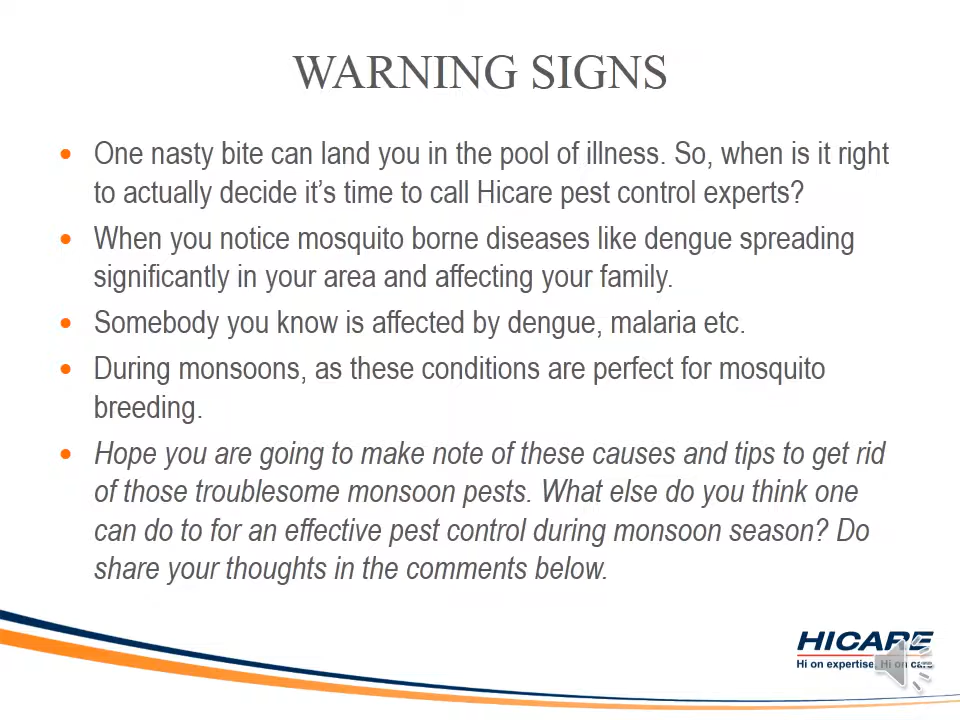 WARNING SIGNS
One nasty bite can land you in the pool of illness. So, when is it right
to actually decide it's time to call Hicare pest control experts?
When you notice mosquito borne diseases like dengue spreading
significantly in your area and affecting your family.
Somebody you know is affected by dengue, malaria etc.
During monsoons, as these conditions are perfect for mosquito
breeding.
Hope you are going to make note of these causes and tips to get rid
of those troublesome monsoon pests. What else do you think one
can do to for an effective pest control during monsoon season? Do
share your thoughts in the comments below.
HICARE
Hi on expertise. Hi on care